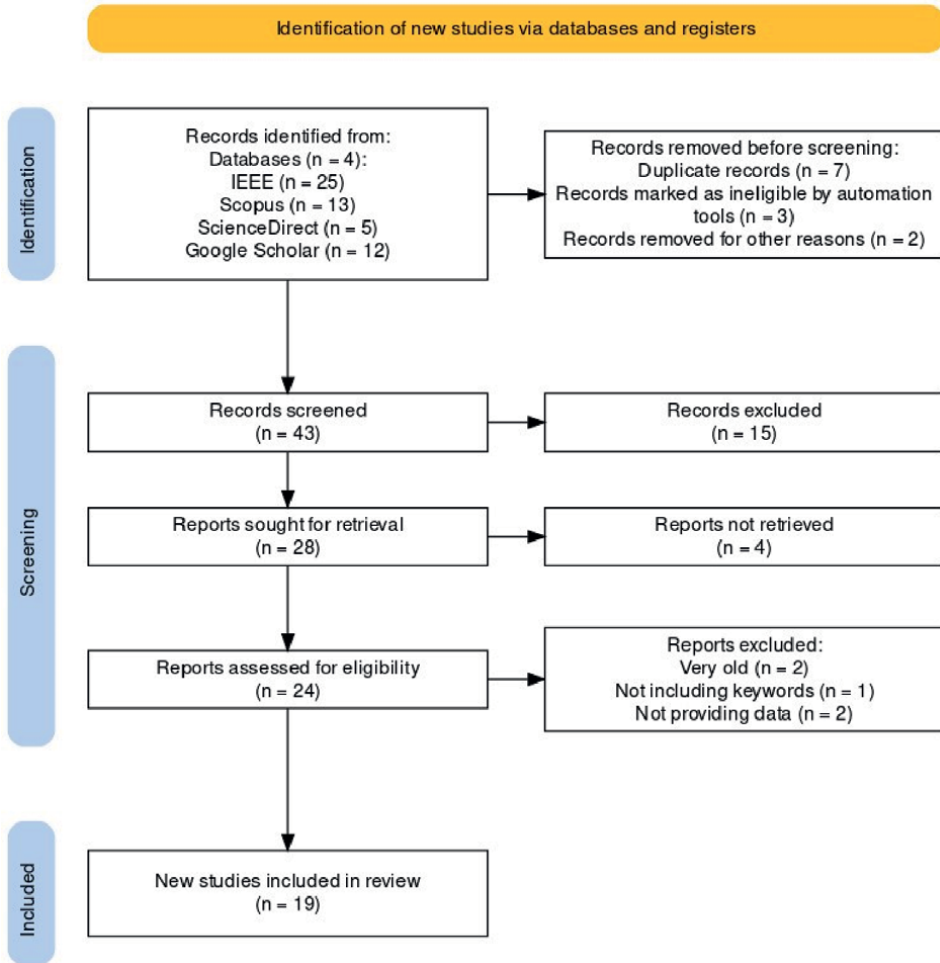 Identification of new studies via databases and registers
Identification
Records identified from:
Databases (n = 4):
IEEE (n = 25)
Scopus (n = 13)
ScienceDirect (n = 5)
Google Scholar (n = 12)
Records removed before screening:
Duplicate records (n = 7)
Records marked as ineligible by automation
tools (n = 3)
Records removed for other reasons (n = 2)
Screening
Records screened
(n = 43)
Records excluded
(n = 15)
Reports sought for retrieval
(n = 28)
Reports not retrieved
(n = 4)
Reports assessed for eligibility
(n = 24)
Reports excluded:
Very old (n = 2)
Not including keywords (n = 1)
Not providing data (n = 2)
Included
New studies included in review
(n = 19)